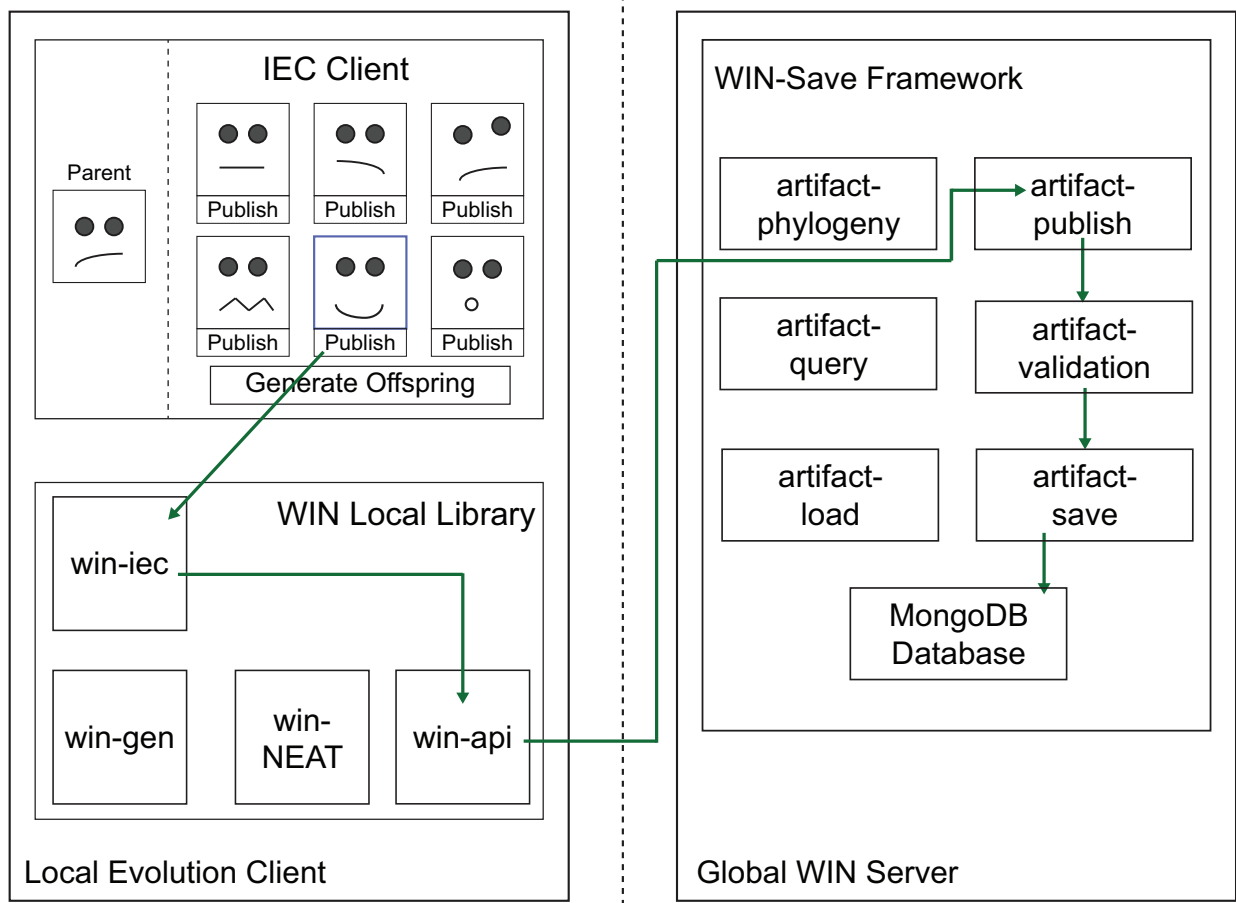 IEC Client
Parent
Publish
Publish
Publish
Publish
Publish
Publish
Generate Offspring
WIN Local Library
win-iec
win-gen
win-
NEAT
win-api
Local Evolution Client
WIN-Save Framework
artifact-
phylogeny
artifact-
publish
artifact-
query
artifact-
validation
artifact-
load
artifact-
save
MongoDB
Database
Global WIN Server